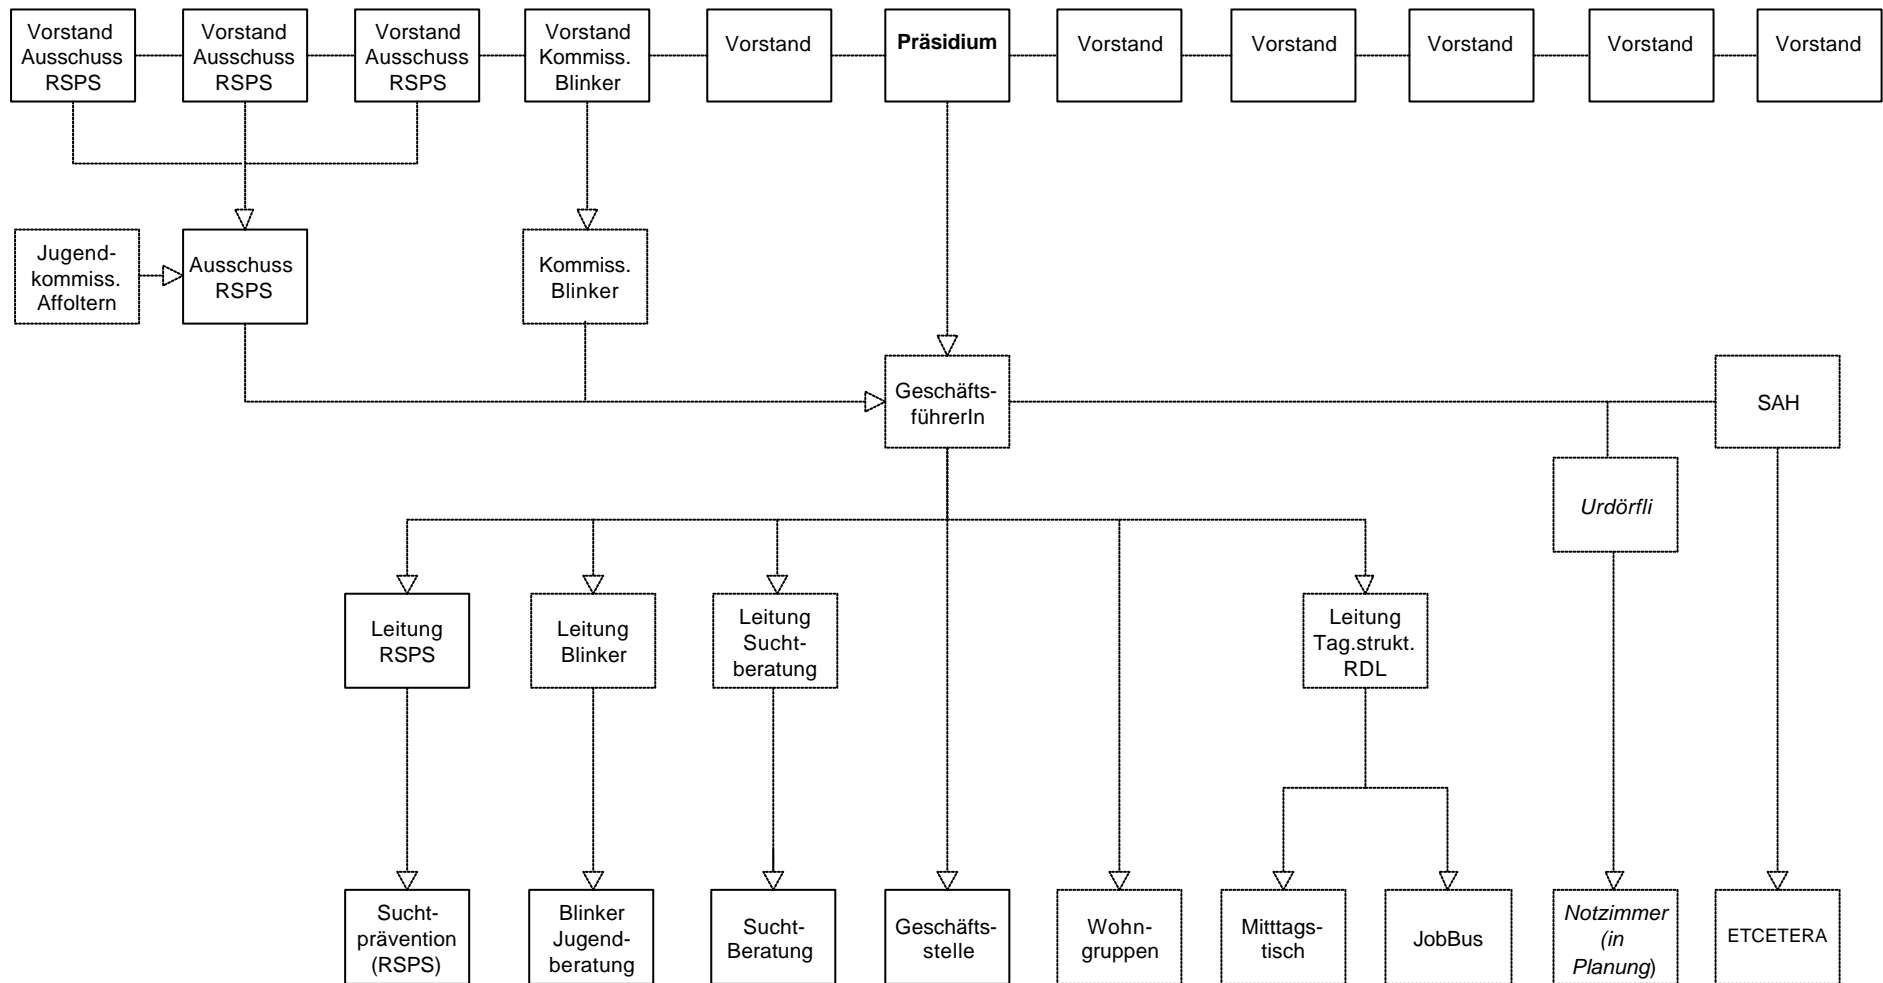 Vorstand
Ausschuss
RSPS
Vorstand
Ausschuss
RSPS
Vorstand
Ausschuss
RSPS
Vorstand
Kommiss.
Blinker
Vorstand
Präsidium
Vorstand
Vorstand
Vorstand
Vorstand
Vorstand
Jugend-
kommiss.
Affoltern
Ausschuss
RSPS
Kommiss.
Blinker
Geschäfts-
führerIn
SAH
Urdörfli
Leitung
RSPS
Leitung
Blinker
Leitung
Sucht-
beratung
Leitung
Tag.strukt.
RDL
Sucht-
prävention
(RSPS)
Blinker
Jugend-
beratung
Sucht-
Beratung
Geschäfts-
stelle
Wohn-
gruppen
Mitttags-
tisch
JobBus
Notzimmer
(in
Planung)
ETCETERA